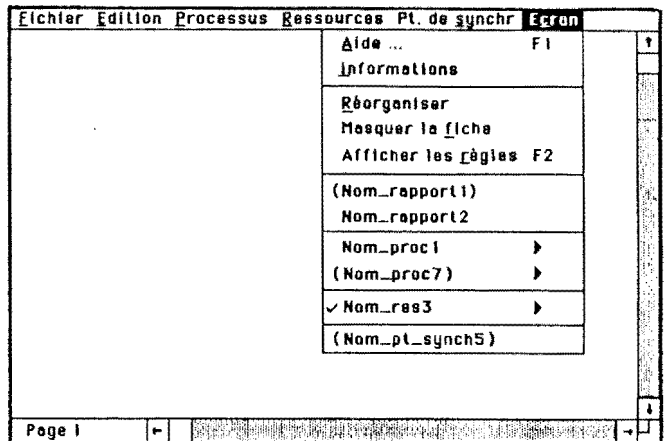 Fichier Edition Processus Ressources Pt. de synchr Ecran
Aide ... F1
Informations
Réorganiser
Masquer la fiche
Afficher les règles F2
(Nom_rapport1)
Nom_rapport2
Nom_proc1
(Nom_proc7)
✓ Nom_res3
(Nom_pt_synch5)
Page 1